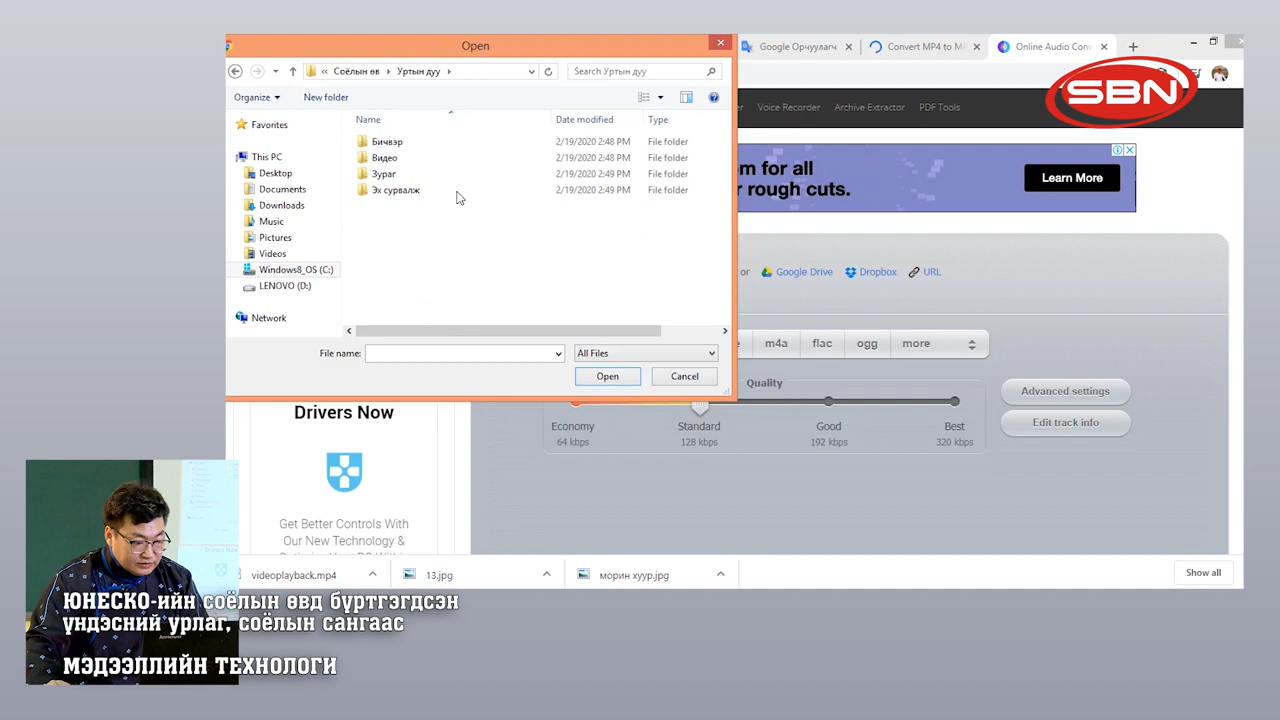 Open
Google Орчуулагч
Convert MP4 to M
Online Audio Con
SBN
Соёлын өв
Уртын дуу
Search Уртын дуу
Organize
New folder
Voice Recorder
Archive Extractor
PDF Tools
Name
Date modified
Type
Favorites
This PC
Desktop
Documents
Downloads
Music
Pictures
Videos
Windows8_OS (C:)
LENOVO (D:)
Network
Бичвэр 2/19/2020 2:48 PM File folder
Видео 2/19/2020 2:48 PM File folder
Зураг 2/19/2020 2:49 PM File folder
Эх сурвалж 2/19/2020 2:49 PM File folder
File name:
All Files
Open
Cancel
m for all
r rough cuts.
Learn More
or Google Drive Dropbox URL
m4a flac ogg more
Quality
Economy Standard Good Best
64 kbps 128 kbps 192 kbps 320 kbps
Advanced settings
Edit track info
Drivers Now
Get Better Controls With
Our New Technology &
videoplayback.mp4
13.jpg
морин хуур.jpg
Show all
ЮНЕСКО-ийн соёлын өвд бүртгэгдсэн
үндэсний урлаг, соёлын сангаас
МЭДЭЭЛЛИЙН ТЕХНОЛОГИ